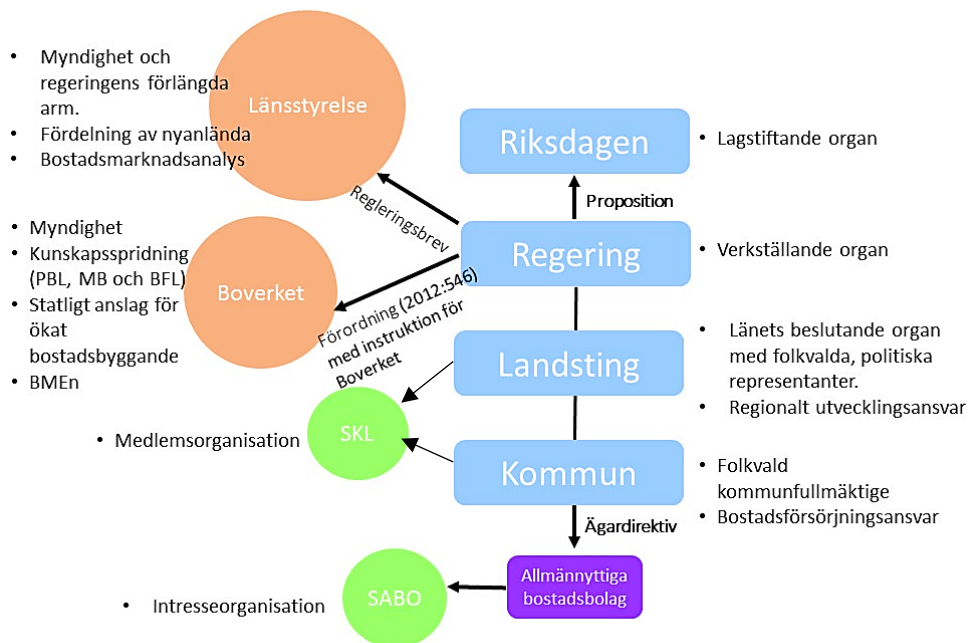 • Myndighet och
regeringens förlängda
arm.
• Fördelning av nyanlända
• Bostadsmarknadsanalys
Länsstyrelse
Riksdagen
• Lagstiftande organ
Proposition
Regleringsbrev
• Myndighet
• Kunskapsspridning
(PBL, MB och BFL)
• Statligt anslag för
ökat
bostadsbyggande
• BMEn
Boverket
Regering
• Verkställande organ
Förordning (2012:546)
med instruktion för
Boverket
Landsting
• Länets beslutande organ
med folkvalda, politiska
representanter.
• Regionalt utvecklingsansvar
• Medlemsorganisation
SKL
Kommun
• Folkvald
kommunfullmäktige
• Bostadsförsörjningsansvar
Ägardirektiv
• Intresseorganisation
SABO
Allmännyttiga
bostadsbolag